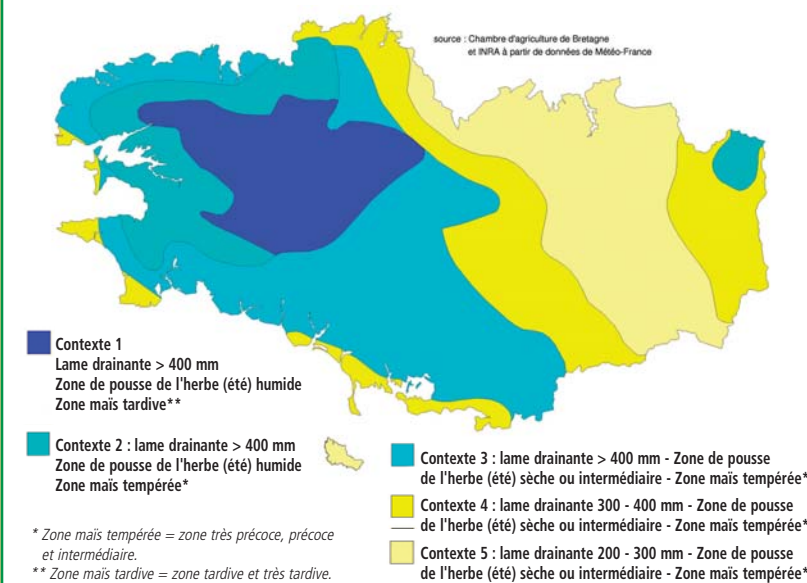 source : Chambre d'agriculture de Bretagne
et INRA à partir de données de Météo-France
Contexte 1
Lame drainante > 400 mm
Zone de pousse de l'herbe (été) humide
Zone maïs tardive**
Contexte 2 : lame drainante > 400 mm
Zone de pousse de l'herbe (été) humide
Zone maïs tempérée*
* Zone maïs tempérée = zone très précoce, précoce
et intermédiaire.
** Zone maïs tardive = zone tardive et très tardive.
Contexte 3 : lame drainante > 400 mm - Zone de pousse
de l'herbe (été) sèche ou intermédiaire - Zone maïs tempérée*
Contexte 4 : lame drainante 300 - 400 mm - Zone de pousse
de l'herbe (été) sèche ou intermédiaire - Zone maïs tempérée*
Contexte 5 : lame drainante 200 - 300 mm - Zone de pousse
de l'herbe (été) sèche ou intermédiaire - Zone maïs tempérée*